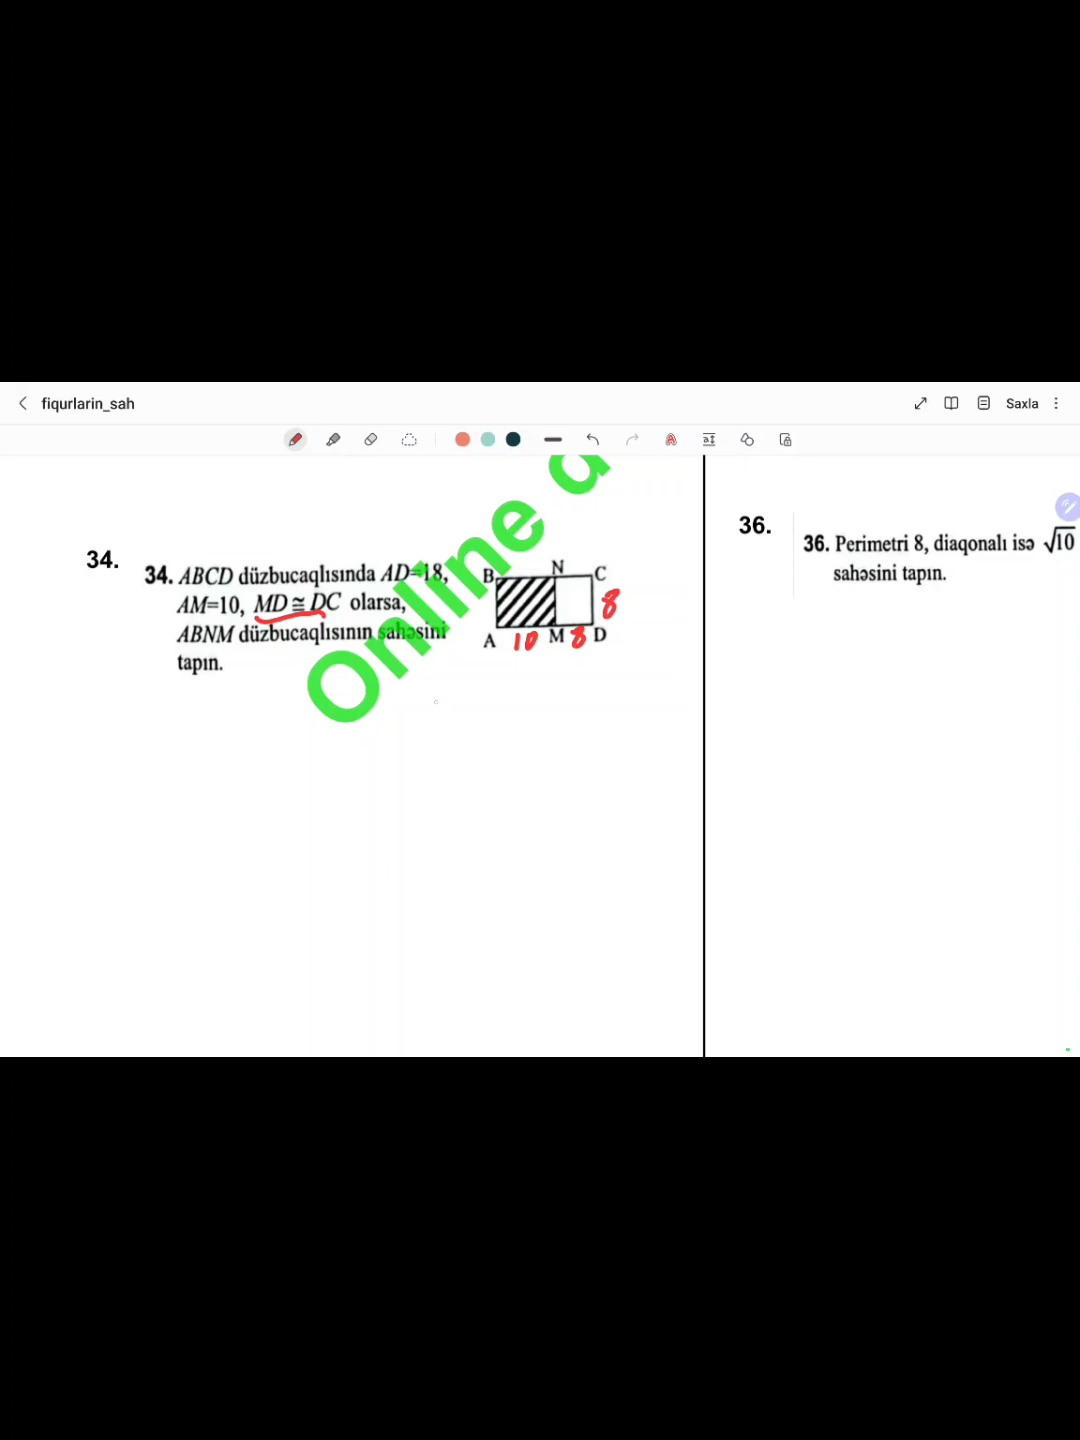 fiqurlarin_sah
Saxla
Online d
34.
34. ABCD düzbucaqlısında AD=18,
AM=10, MD≅DC olarsa,
ABNM düzbucaqlısının sahəsini
tapın.
B N C
8
A 10 M 8 D
36.
36. Perimetri 8, diaqonalı isə √10
sahəsini tapın.